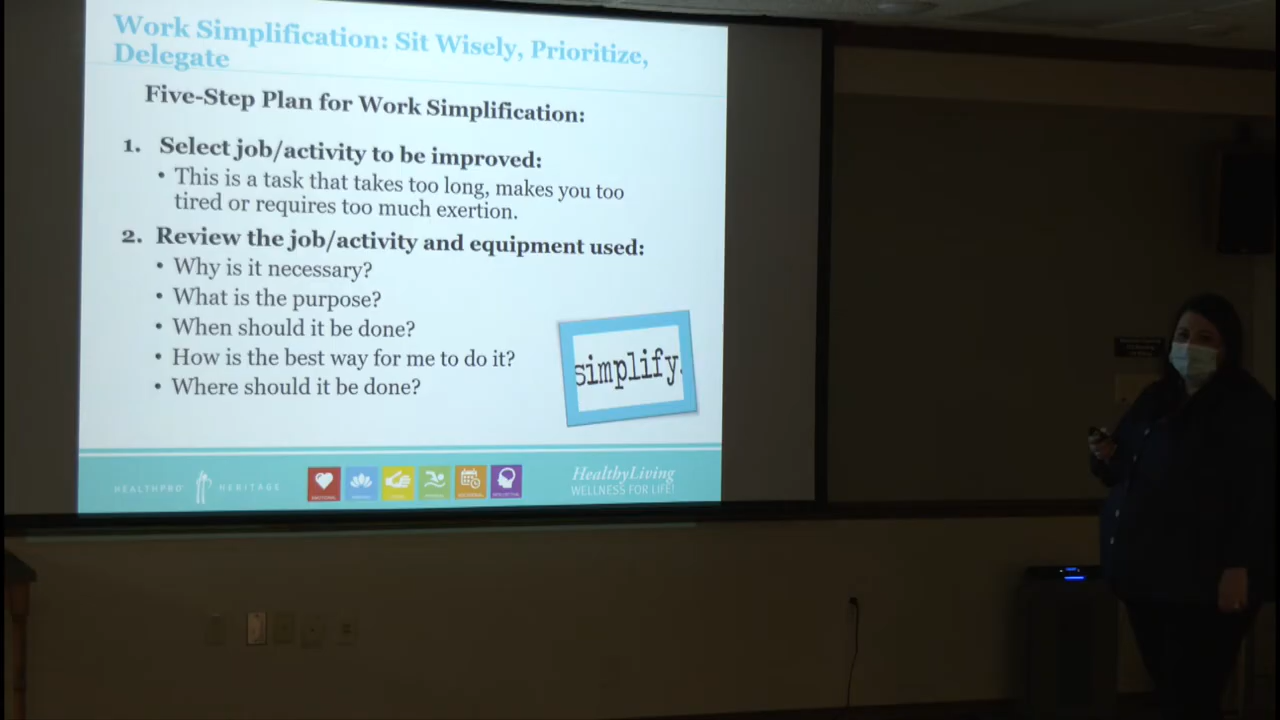 Work Simplification: Sit Wisely, Prioritize,
Delegate
Five-Step Plan for Work Simplification:
1. Select job/activity to be improved:
• This is a task that takes too long, makes you too
tired or requires too much exertion.
2. Review the job/activity and equipment used:
• Why is it necessary?
• What is the purpose?
• When should it be done?
• How is the best way for me to do it?
• Where should it be done?
simplify.
HEALTHPRO HERITAGE
HealthyLiving
WELLNESS FOR LIFE!